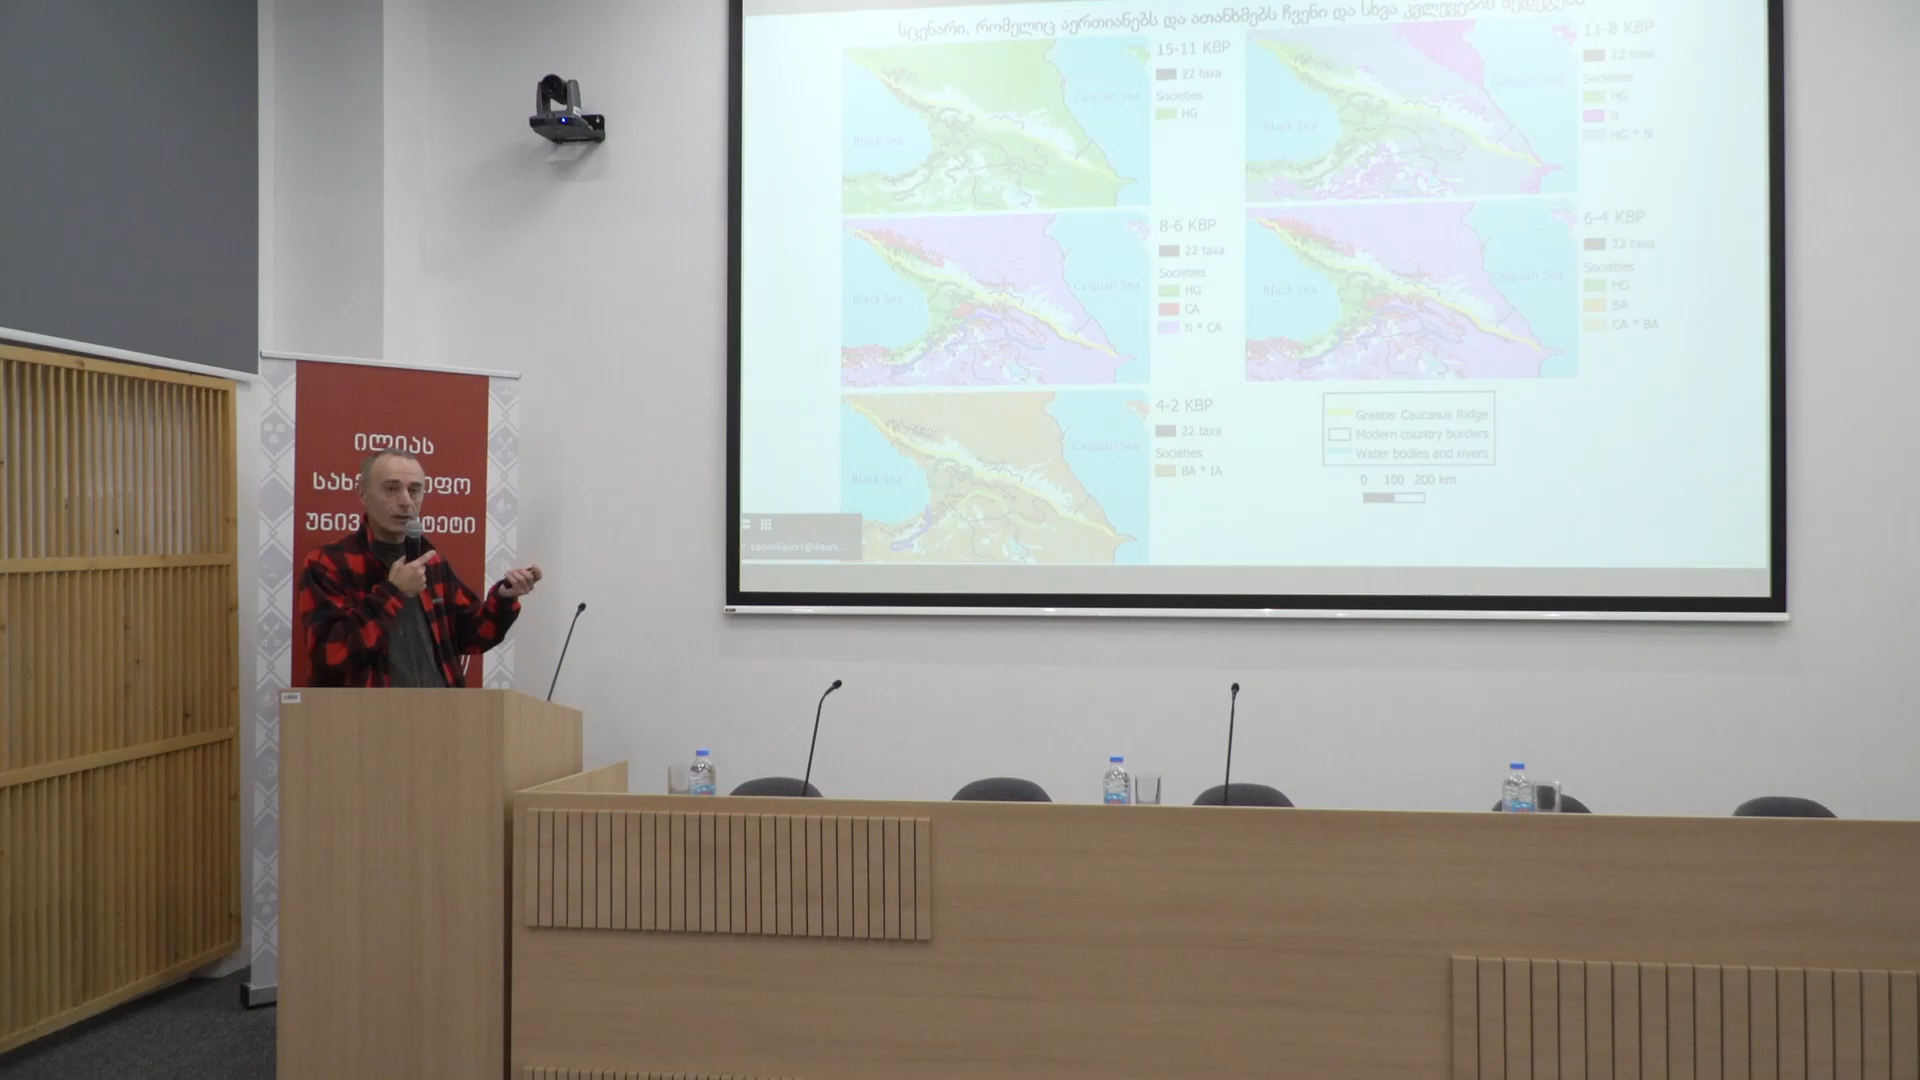 სცენარი, რომელიც აერთიანებს და ათანხმებს ჩვენი და სხვა კვლევების შედეგებს
15-11 KBP
22 taxa
Societies
HG
Black Sea
Caspian Sea
11-8 KBP
22 taxa
Societies
HG
N
HG * N
Black Sea
Caspian Sea
8-6 KBP
22 taxa
Societies
HG
CA
N * CA
Black Sea
Caspian Sea
6-4 KBP
22 taxa
Societies
HG
BA
CA * BA
Black Sea
Caspian Sea
4-2 KBP
22 taxa
Societies
BA * IA
Black Sea
Caspian Sea
Greater Caucasus Ridge
Modern country borders
Water bodies and rivers
0 100 200 km
ილიას